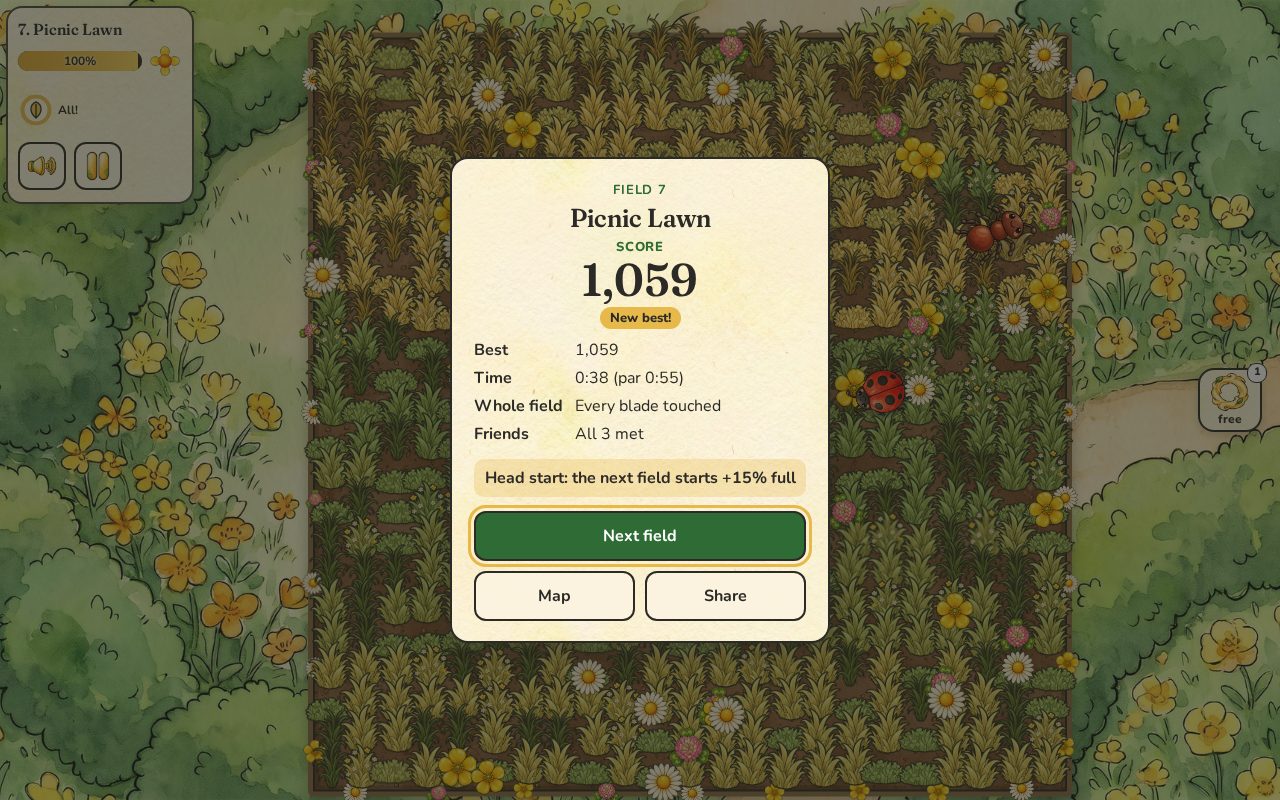 7. Picnic Lawn
100%
All!
FIELD 7
Picnic Lawn
SCORE
1,059
New best!
Best 1,059
Time 0:38 (par 0:55)
Whole field Every blade touched
Friends All 3 met
Head start: the next field starts +15% full
Next field
Map Share
1
free